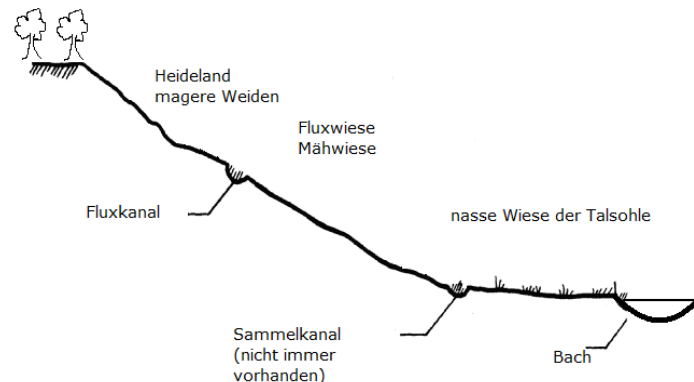 Heideland
magere Weiden
Fluxwiese
Mähwiese
Fluxkanal
nasse Wiese der Talsohle
Sammelkanal
(nicht immer
vorhanden)
Bach